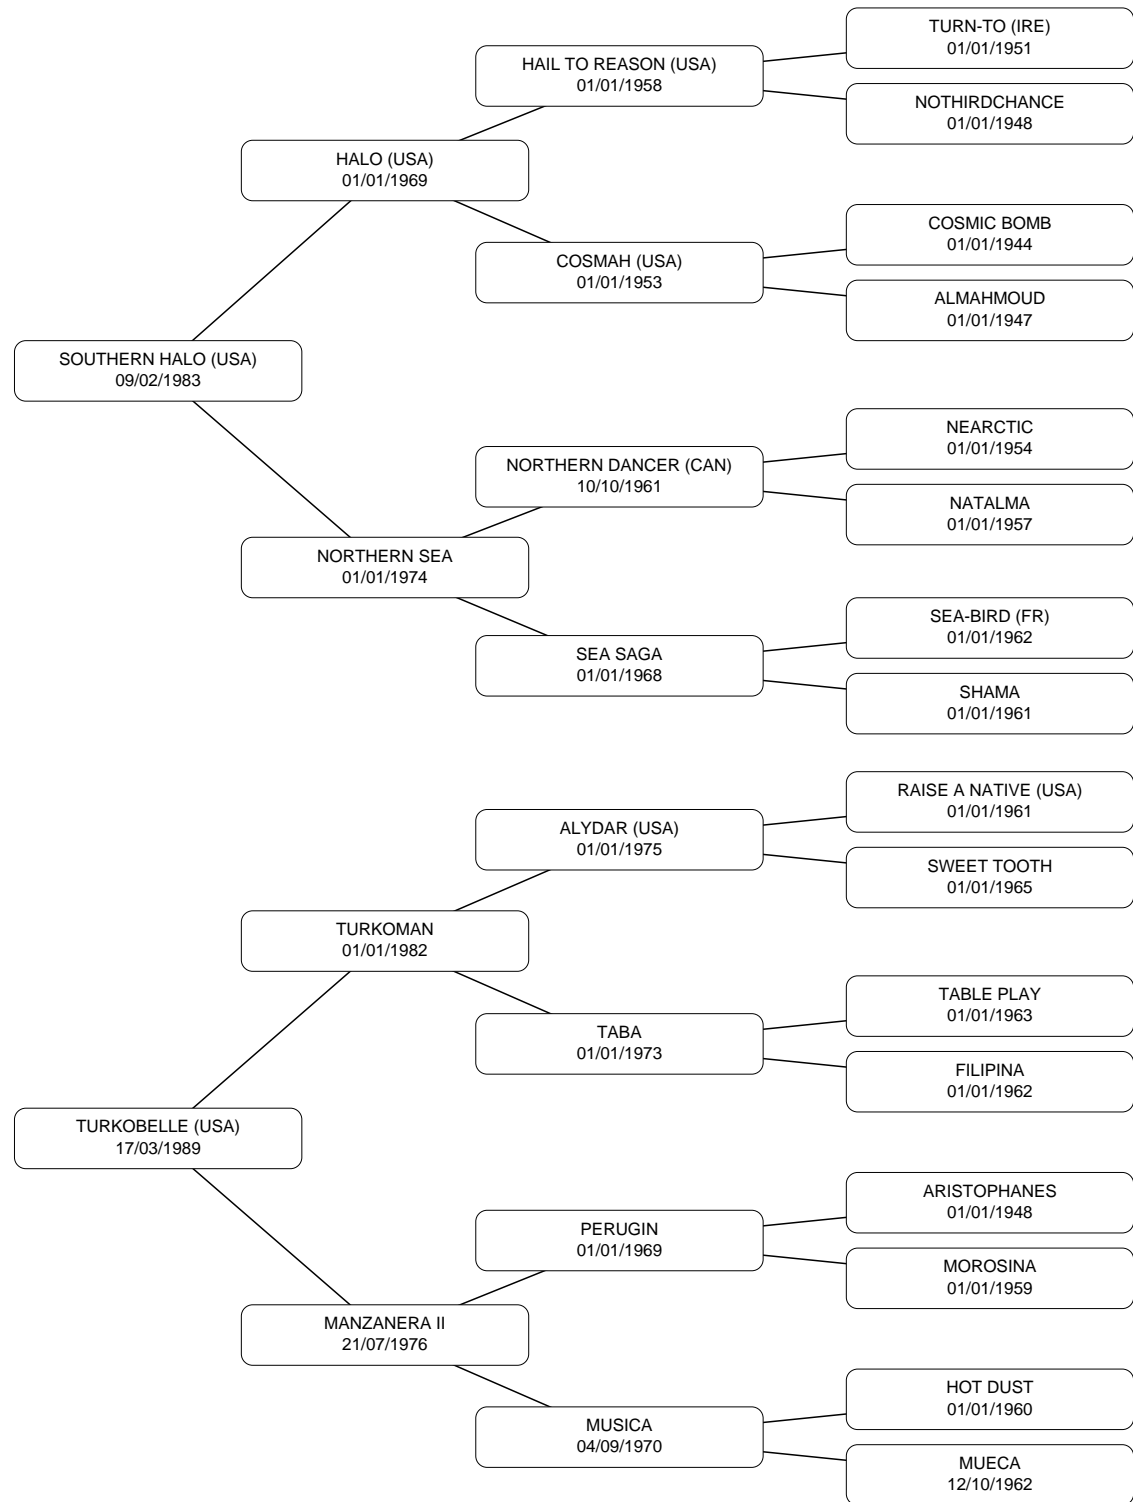 TURN-TO (IRE)
01/01/1951
HAIL TO REASON (USA)
01/01/1958
NOTHIRDCHANCE
01/01/1948
HALO (USA)
01/01/1969
COSMIC BOMB
01/01/1944
COSMAH (USA)
01/01/1953
ALMAHMOUD
01/01/1947
SOUTHERN HALO (USA)
09/02/1983
NEARCTIC
01/01/1954
NORTHERN DANCER (CAN)
10/10/1961
NATALMA
01/01/1957
NORTHERN SEA
01/01/1974
SEA-BIRD (FR)
01/01/1962
SEA SAGA
01/01/1968
SHAMA
01/01/1961
RAISE A NATIVE (USA)
01/01/1961
ALYDAR (USA)
01/01/1975
SWEET TOOTH
01/01/1965
TURKOMAN
01/01/1982
TABLE PLAY
01/01/1963
TABA
01/01/1973
FILIPINA
01/01/1962
TURKOBELLE (USA)
17/03/1989
ARISTOPHANES
01/01/1948
PERUGIN
01/01/1969
MOROSINA
01/01/1959
MANZANERA II
21/07/1976
HOT DUST
01/01/1960
MUSICA
04/09/1970
MUECA
12/10/1962